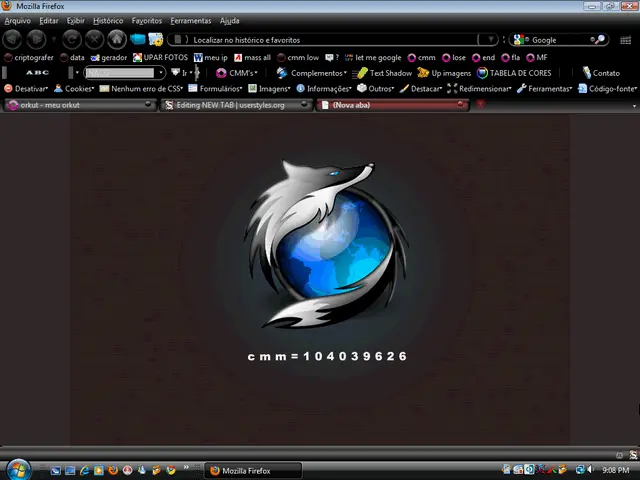 Mozilla Firefox
Arquivo Editar Exibir Histórico Favoritos Ferramentas Ajuda
Localizar no histórico e favoritos Google
criptografer data gerador UPAR FOTOS meu ip mass alt cmm low ? let me google cmm lose end fla MF
ABC Ir CMM's Complementos Text Shadow Up imagens TABELA DE CORES Contato
Desativar Cookies Nenhum erro de CSS Formulários Imagens Informações Outros Destacar Redimensionar Ferramentas Código-fonte
orkut - meu orkut Editing NEW TAB | userstyles.org (Nova aba)
cmm=104039626
Mozilla Firefox 9:08 PM